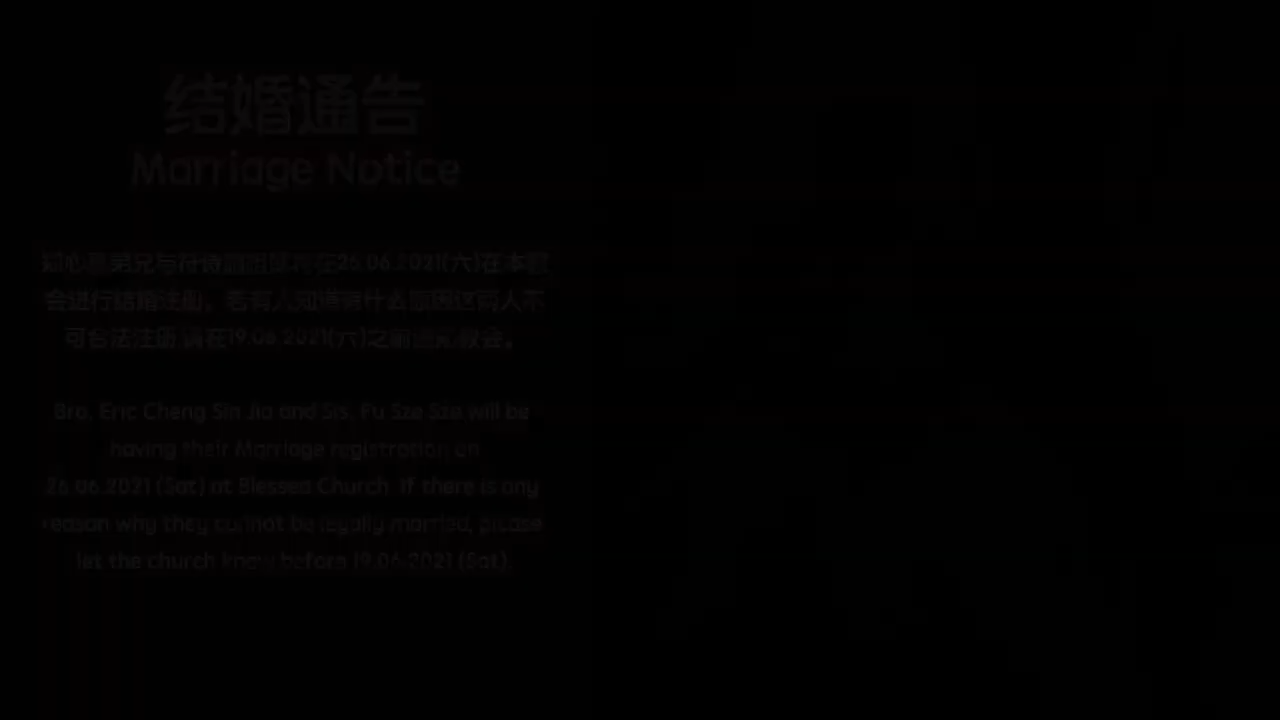 结婚通告
Marriage Notice
在26.06.2021(六)在本
会进行结婚注册，若有人知道有什么原因这两人不
可合法注册 请在19.06.2021(六)之前通知教会。
Bro. Eric Cheng Sin Jia and Sis. Fu Sze Sze will be
having their Marriage registration on
26.06.2021 (Sat) at Blessed Church. If there is any
reason why they cannot be legally married, please
let the church know before 19.06.2021 (Sat)